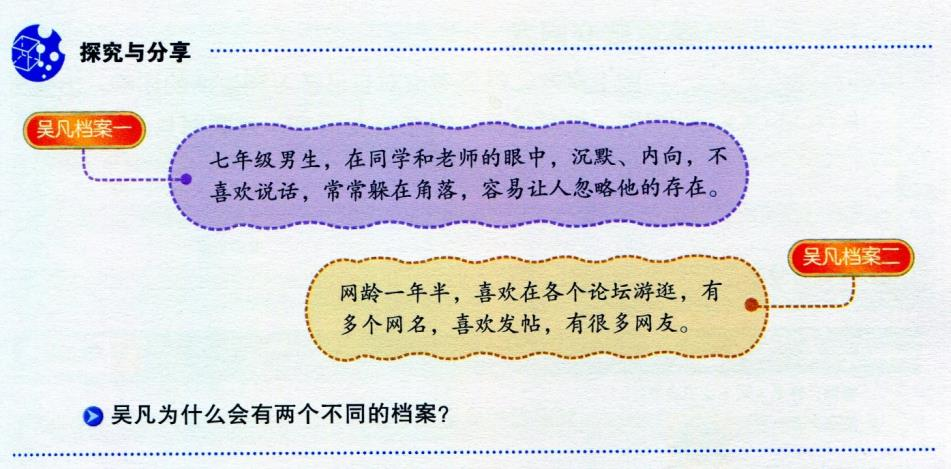 探究与分享
吴凡档案一
七年级男生，在同学和老师的眼中，沉默、内向，不
喜欢说话，常常躲在角落，容易让人忽略他的存在。
吴凡档案二
网龄一年半，喜欢在各个论坛游逛，有
多个网名，喜欢发帖，有很多网友。
吴凡为什么会有两个不同的档案？